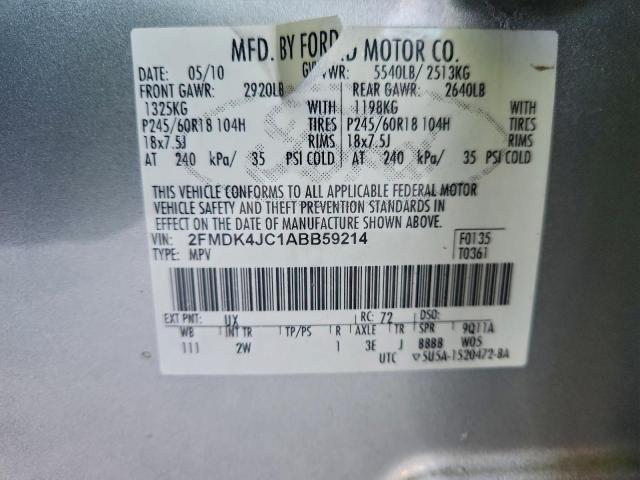 MFD. BY FORD MOTOR CO.
DATE: 05/10 GVWR: 5540LB/ 2513KG
FRONT GAWR: 2920LB REAR GAWR: 2640LB
1325KG WITH 1198KG WITH
P245/60R18 104H TIRES P245/60R18 104H TIRES
18x7.5J RIMS 18x7.5J RIMS
AT 240 kPa/ 35 PSI COLD AT 240 kPa/ 35 PSI COLD
THIS VEHICLE CONFORMS TO ALL APPLICABLE FEDERAL MOTOR
VEHICLE SAFETY AND THEFT PREVENTION STANDARDS IN
EFFECT ON THE DATE OF MANUFACTURE SHOWN ABOVE.
VIN: 2FMDK4JC1ABB59214 F0135
TYPE: MPV T0361
EXT PNT: UX RC: 72 DSO:
WB INT TR TP/PS R AXLE TR SPR 9Q11A
111 2W 1 3E J 8888 W05
UTC ▽5U5A-1520472-BA